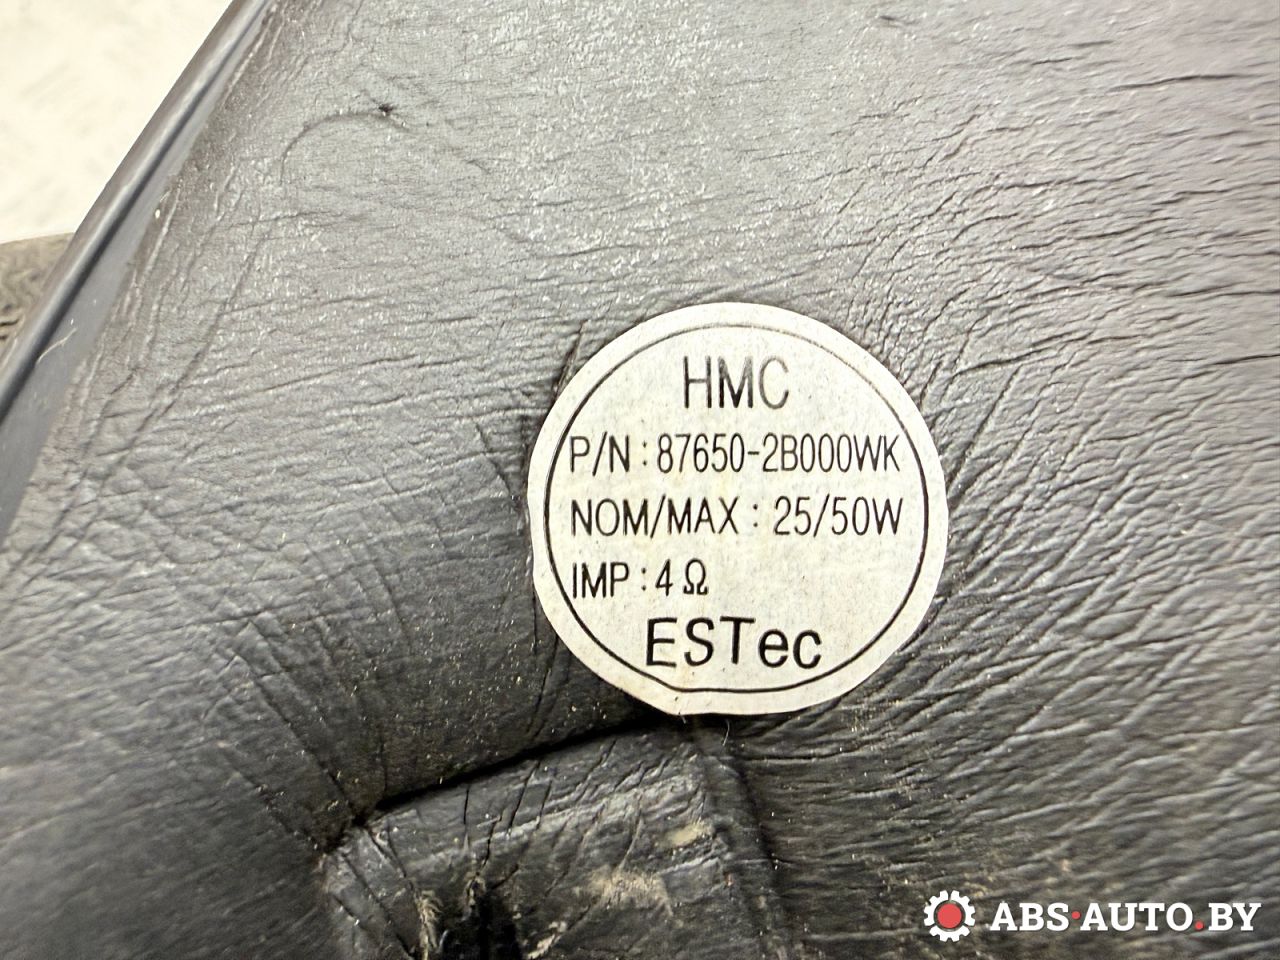 HMC
P/N : 87650-2B000WK
NOM/MAX : 25/50W
IMP : 4 Ω
ESTec
ABS·AUTO.BY